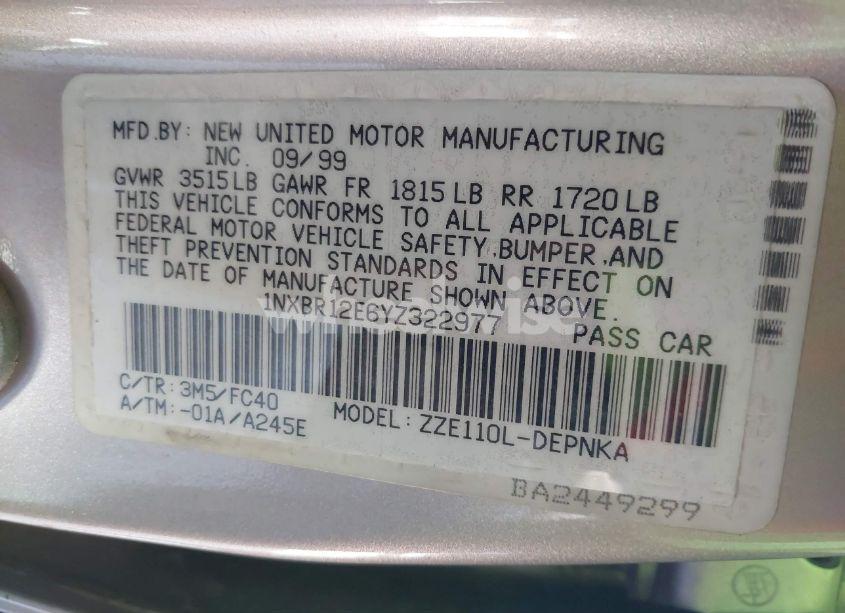 MFD.BY: NEW UNITED MOTOR MANUFACTURING
INC. 09/99
GVWR 3515LB GAWR FR 1815LB RR 1720LB
THIS VEHICLE CONFORMS TO ALL APPLICABLE
FEDERAL MOTOR VEHICLE SAFETY,BUMPER,AND
THEFT PREVENTION STANDARDS IN EFFECT ON
THE DATE OF MANUFACTURE SHOWN ABOVE.
1NXBR12E6YZ322977 PASS CAR
C/TR: 3M5/FC40
A/TM: -01A/A245E MODEL: ZZE110L-DEPNKA
BA2449299